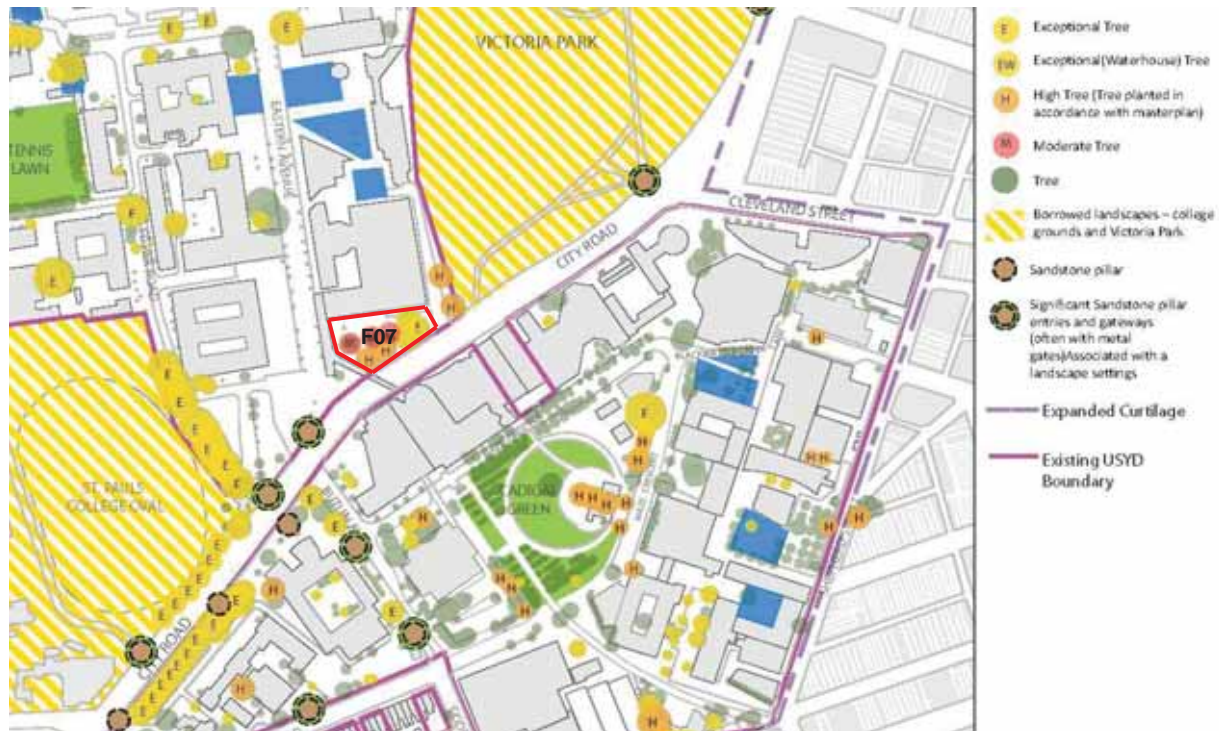 VICTORIA PARK
TENNIS
LAWN
EASTERN AVENUE
CLEVELAND STREET
CITY ROAD
F07
ST. PAULS
COLLEGE OVAL
CADIGAL
GREEN
CITY ROAD
E Exceptional Tree
EW Exceptional(Waterhouse) Tree
H High Tree (Tree planted in
accordance with masterplan)
M Moderate Tree
Tree
Borrowed landscapes – college
grounds and Victoria Park
Sandstone pillar
Significant Sandstone pillar
entries and gateways
(often with metal
gates)Associated with a
landscape settings
Expanded Curtilage
Existing USYD
Boundary